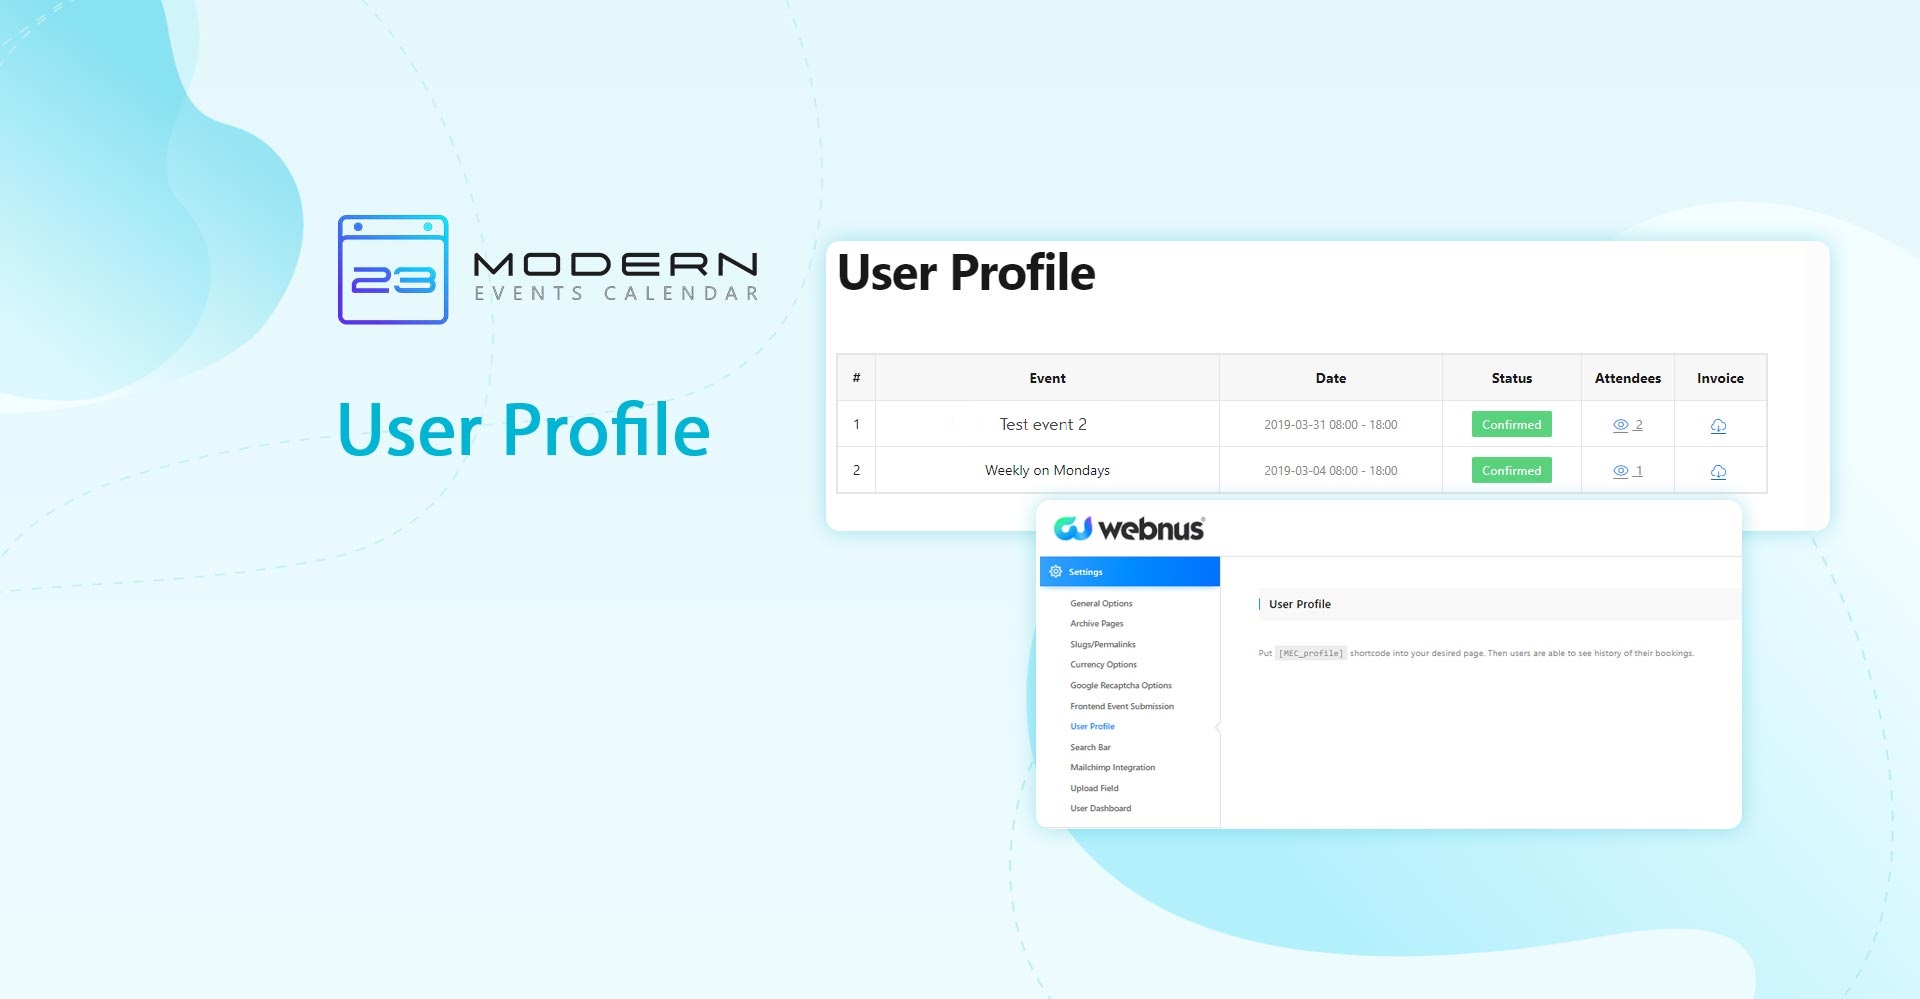 23
MODERN
EVENTS CALENDAR
User Profile
User Profile
# Event Date Status Attendees Invoice
1 Test event 2 2019-03-31 08:00 - 18:00 Confirmed 2
2 Weekly on Mondays 2019-03-04 08:00 - 18:00 Confirmed 1
webnus®
Settings
General Options
Archive Pages
Slugs/Permalinks
Currency Options
Google Recaptcha Options
Frontend Event Submission
User Profile
Search Bar
Mailchimp Integration
Upload Field
User Dashboard
User Profile
Put [MEC_profile] shortcode into your desired page. Then users are able to see history of their bookings.